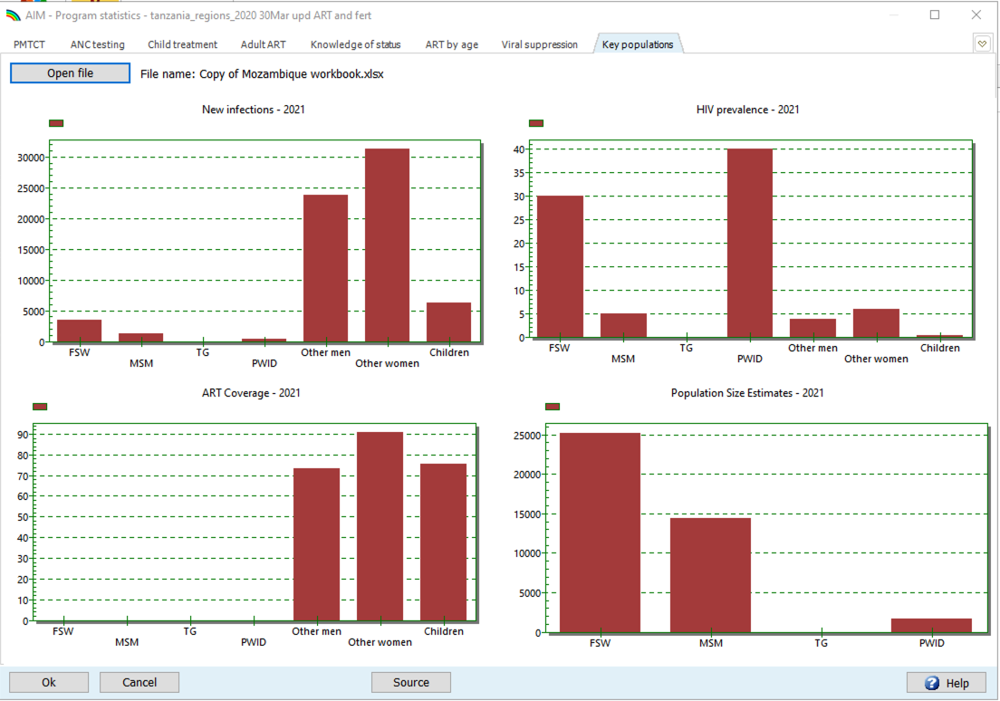 AIM - Program statistics - tanzania_regions_2020 30Mar upd ART and fert
PMTCT ANC testing Child treatment Adult ART Knowledge of status ART by age Viral suppression Key populations
Open file File name: Copy of Mozambique workbook.xlsx
New infections - 2021
30000
25000
20000
15000
10000
5000
0
FSW MSM TG PWID Other men Other women Children
HIV prevalence - 2021
40
35
30
25
20
15
10
5
0
FSW MSM TG PWID Other men Other women Children
ART Coverage - 2021
90
80
70
60
50
40
30
20
10
0
FSW MSM TG PWID Other men Other women Children
Population Size Estimates - 2021
25000
20000
15000
10000
5000
0
FSW MSM TG PWID
Ok Cancel Source Help